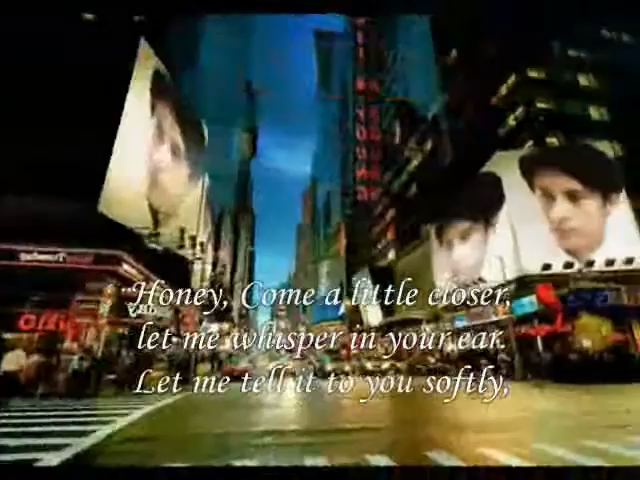 Honey, Come a little closer,
let me whisper in your ear.
Let me tell it to you softly,